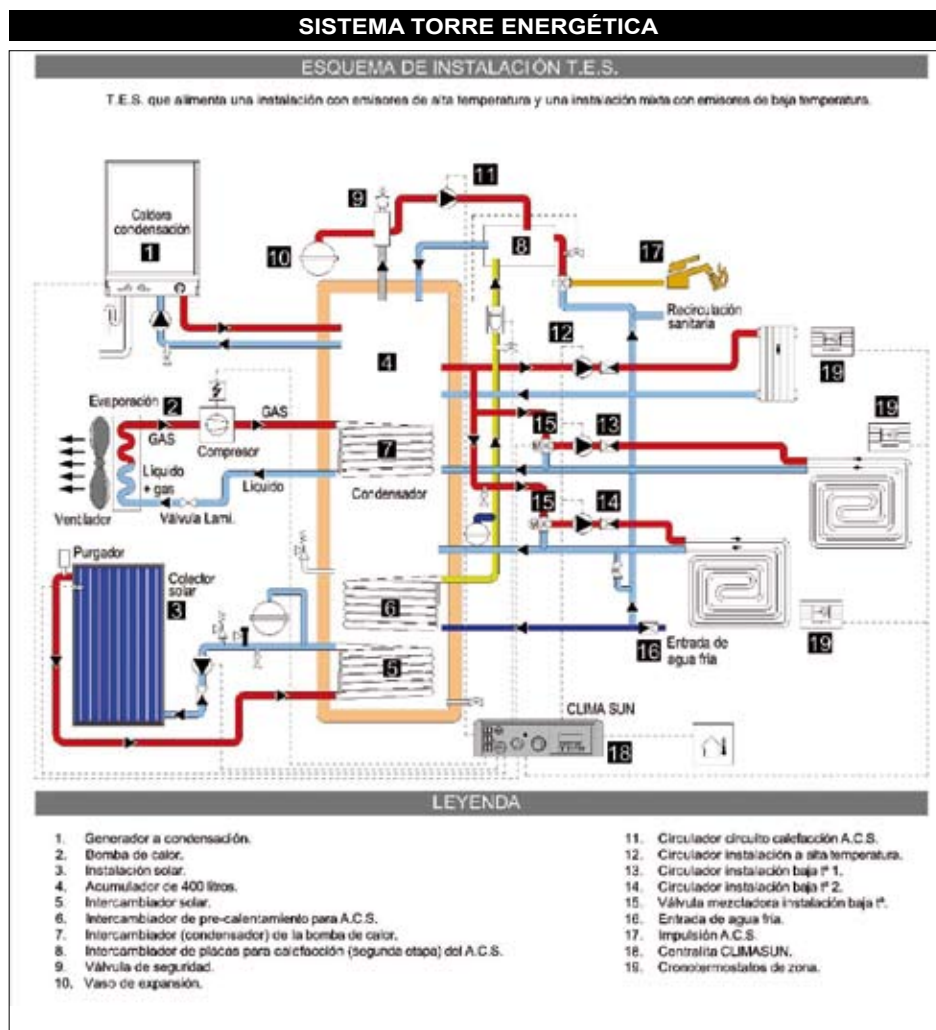 SISTEMA TORRE ENERGÉTICA
ESQUEMA DE INSTALACIÓN T.E.S.
T.E.S. que alimenta una instalación con emisores de alta temperatura y una instalación mixta con emisores de baja temperatura.
Caldera
condensación
1
9
11
10
8
17
Recirculación
sanitaria
12
4
19
Evaporación
2
GAS
GAS
Compresor
15
13
19
7
Líquido
+ gas
Líquido
Condensador
Ventilador
Válvula Lami.
15
14
Purgador
Colector
solar
3
6
19
16
Entrada de
agua fría
5
CLIMA SUN
18
LEYENDA
1. Generador a condensación.
2. Bomba de calor.
3. Instalación solar.
4. Acumulador de 400 litros.
5. Intercambiador solar.
6. Intercambiador de pre-calentamiento para A.C.S.
7. Intercambiador (condensador) de la bomba de calor.
8. Intercambiador de placas para calefacción (segunda etapa) del A.C.S.
9. Válvula de seguridad.
10. Vaso de expansión.
11. Circulador circuito calefacción A.C.S.
12. Circulador instalación a alta temperatura.
13. Circulador instalación baja tª 1.
14. Circulador instalación baja tª 2.
15. Válvula mezcladora instalación baja tª.
16. Entrada de agua fría.
17. Impulsión A.C.S.
18. Centralita CLIMASUN.
19. Cronotermostatos de zona.